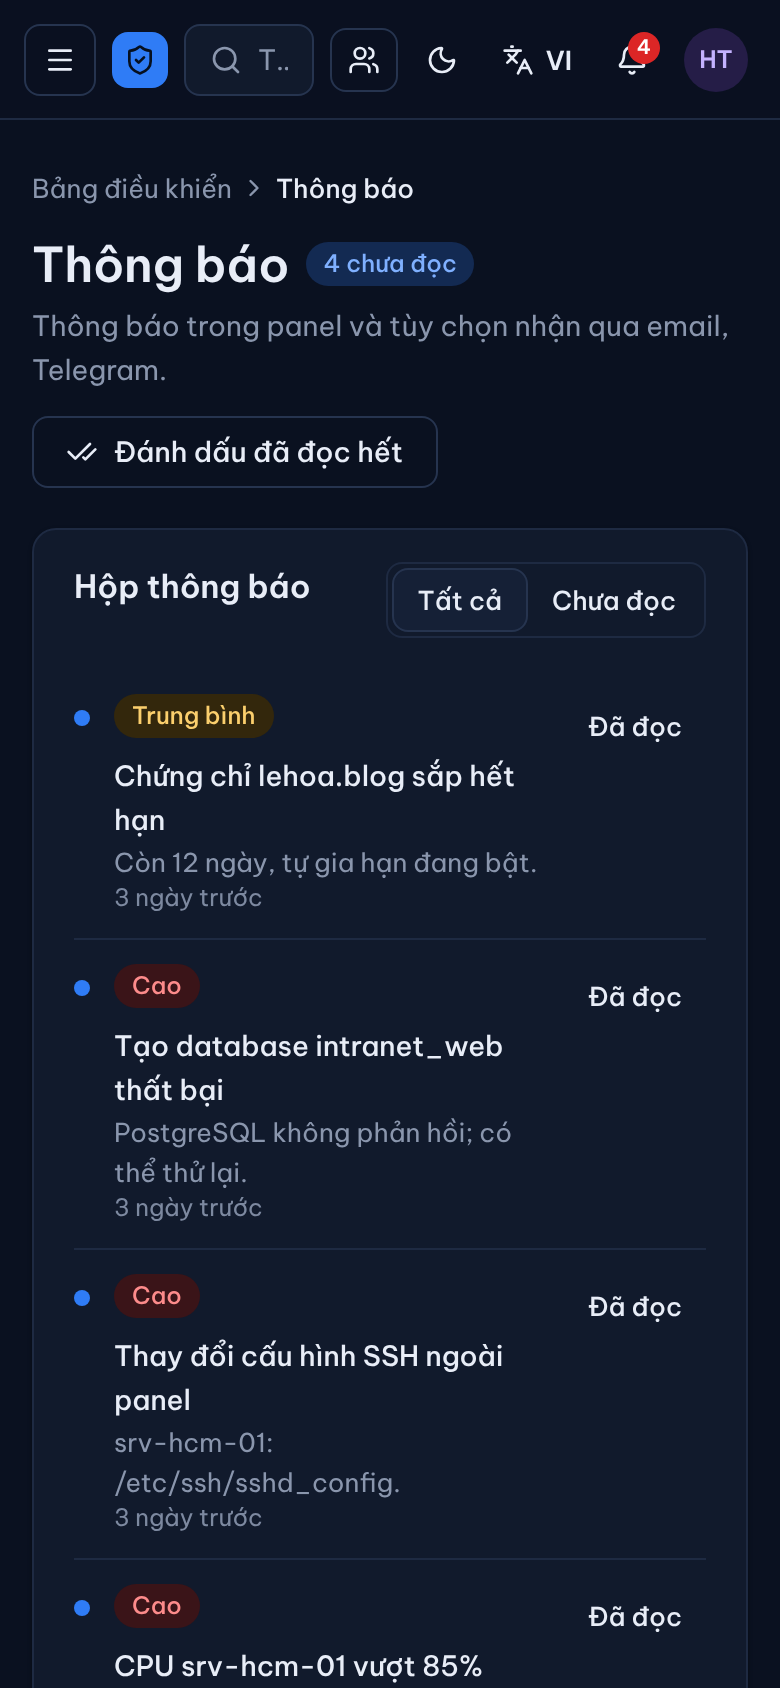 T..
VI
4
HT
Bảng điều khiển > Thông báo
Thông báo
4 chưa đọc
Thông báo trong panel và tùy chọn nhận qua email,
Telegram.
Đánh dấu đã đọc hết
Hộp thông báo
Tất cả
Chưa đọc
Trung bình
Đã đọc
Chứng chỉ lehoa.blog sắp hết
hạn
Còn 12 ngày, tự gia hạn đang bật.
3 ngày trước
Cao
Đã đọc
Tạo database intranet_web
thất bại
PostgreSQL không phản hồi; có
thể thử lại.
3 ngày trước
Cao
Đã đọc
Thay đổi cấu hình SSH ngoài
panel
srv-hcm-01:
/etc/ssh/sshd_config.
3 ngày trước
Cao
Đã đọc
CPU srv-hcm-01 vượt 85%